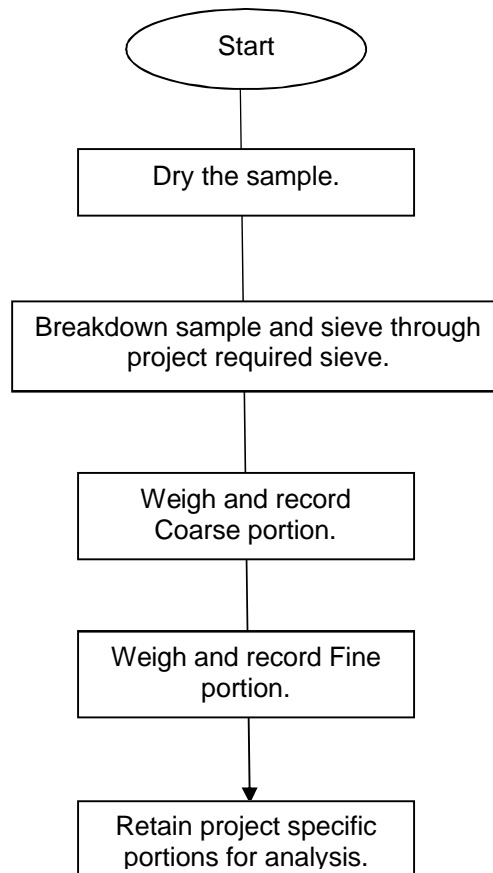 Start
Dry the sample.
Breakdown sample and sieve through
project required sieve.
Weigh and record
Coarse portion.
Weigh and record Fine
portion.
Retain project specific
portions for analysis.